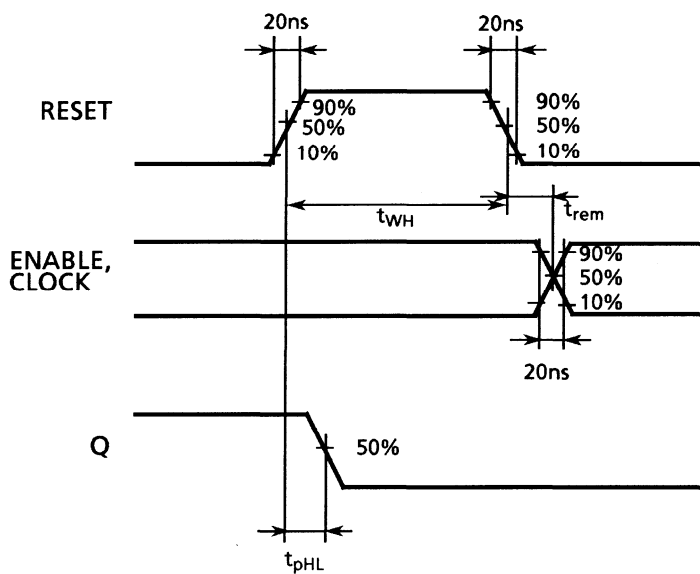 20ns
20ns
RESET
90%
50%
10%
90%
50%
10%
tWH
trem
ENABLE,
CLOCK
90%
50%
10%
20ns
Q
50%
tpHL